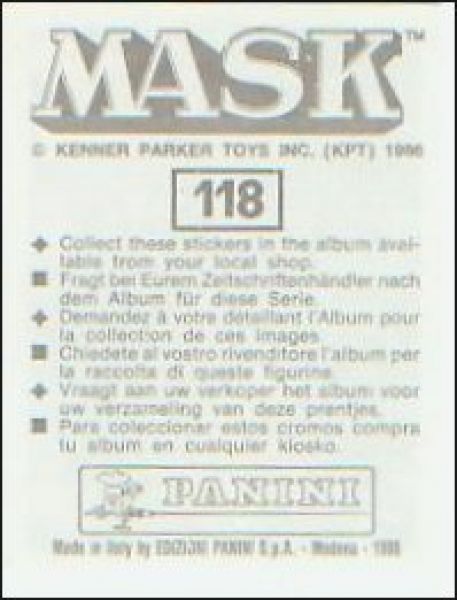 MASK™
© KENNER PARKER TOYS INC. (KPT) 1986
118
◆ Collect these stickers in the album avai-
lable from your local shop.
■ Fragt bei Eurem Zeitschriftenhändler nach
dem Album für diese Serie.
◆ Demandez à votre détaillant l'Album pour
la collection de ces images.
■ Chiedete al vostro rivenditore l'album per
la raccolta di queste figurine.
◆ Vraagt aan uw verkoper het album voor
uw verzameling van deze prentjes.
■ Para coleccionar estos cromos compra
tu album en cualquier kiosko.
PANINI
Made in Italy by EDIZIONI PANINI S.p.A. - Modena - 1986